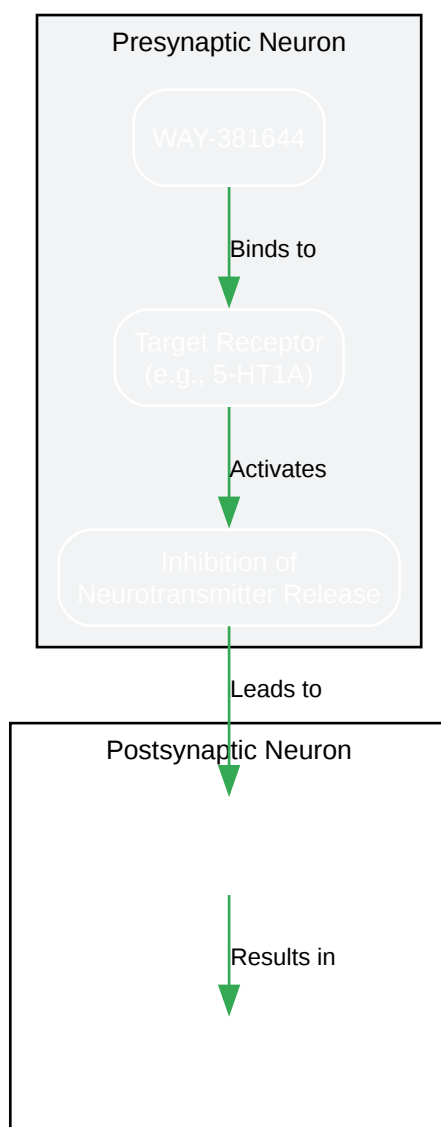 Presynaptic Neuron
WAY-381644
Binds to
Target Receptor
(e.g., 5-HT1A)
Activates
Inhibition of
Neurotransmitter Release
Leads to
Postsynaptic Neuron
Results in